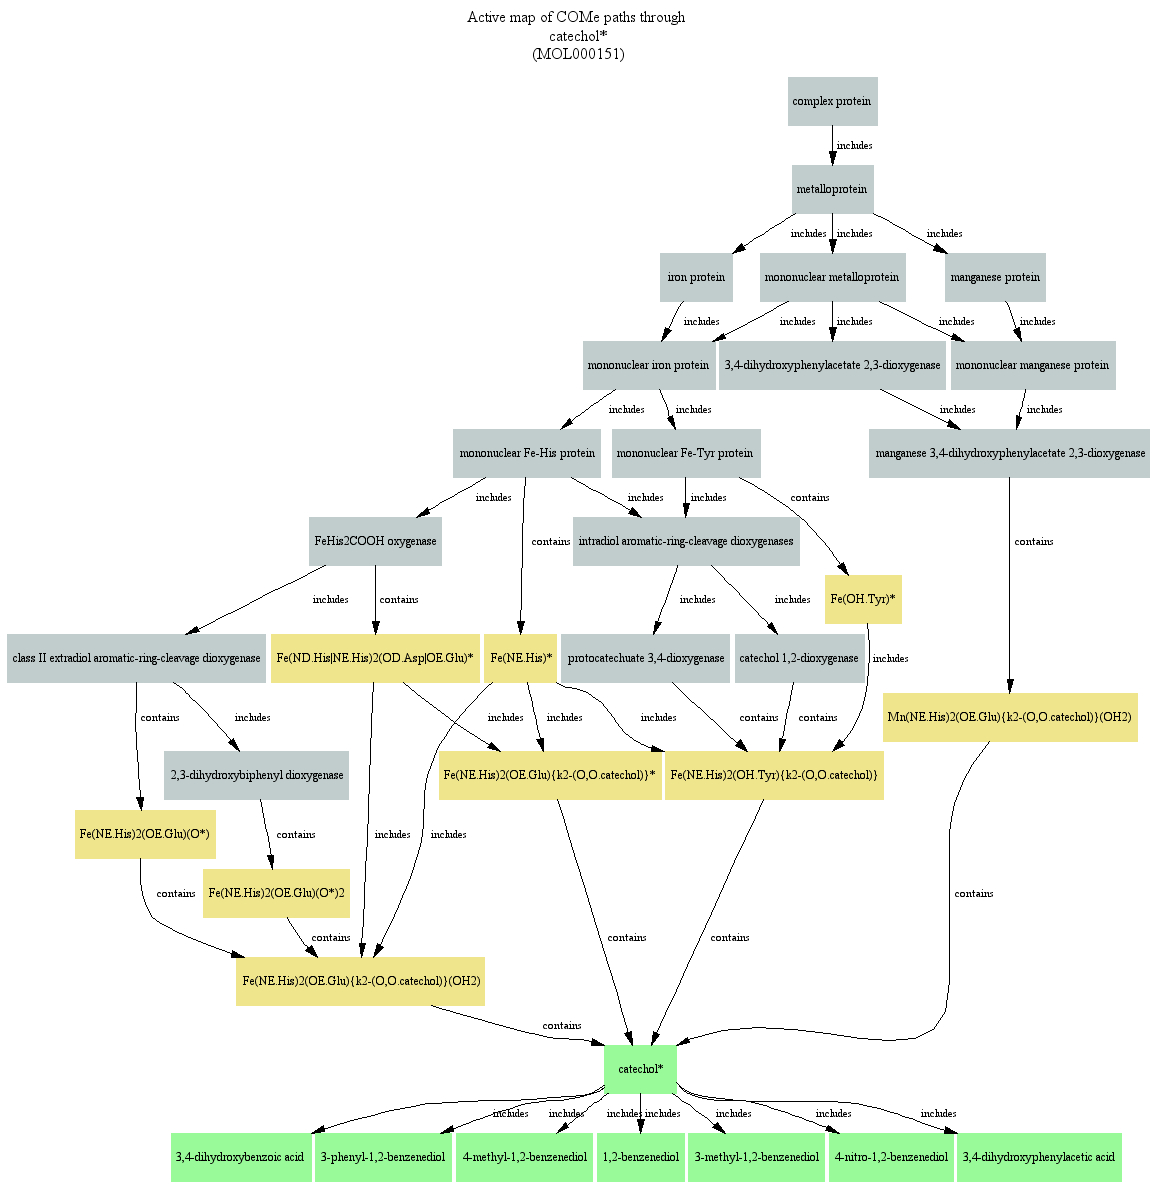 Active map of COMe paths through
catechol*
(MOL000151)
complex protein
includes
metalloprotein
includes
includes
includes
iron protein
mononuclear metalloprotein
manganese protein
includes
includes
includes
includes
includes
mononuclear iron protein
3,4-dihydroxyphenylacetate 2,3-dioxygenase
mononuclear manganese protein
includes
includes
includes
includes
mononuclear Fe-His protein
mononuclear Fe-Tyr protein
manganese 3,4-dihydroxyphenylacetate 2,3-dioxygenase
includes
includes
includes
contains
FeHis2COOH oxygenase
contains
intradiol aromatic-ring-cleavage dioxygenases
contains
includes
contains
includes
includes
Fe(OH.Tyr)*
class II extradiol aromatic-ring-cleavage dioxygenase
Fe(ND.His|NE.His)2(OD.Asp|OE.Glu)*
Fe(NE.His)*
protocatechuate 3,4-dioxygenase
catechol 1,2-dioxygenase
includes
contains
includes
includes
includes
includes
contains
contains
Mn(NE.His)2(OE.Glu){k2-(O,O.catechol)}(OH2)
2,3-dihydroxybiphenyl dioxygenase
Fe(NE.His)2(OE.Glu){k2-(O,O.catechol)}*
Fe(NE.His)2(OH.Tyr){k2-(O,O.catechol)}
Fe(NE.His)2(OE.Glu)(O*)
contains
includes
includes
Fe(NE.His)2(OE.Glu)(O*)2
contains
contains
contains
contains
contains
Fe(NE.His)2(OE.Glu){k2-(O,O.catechol)}(OH2)
contains
catechol*
includes
includes
includes
includes
includes
includes
includes
3,4-dihydroxybenzoic acid
3-phenyl-1,2-benzenediol
4-methyl-1,2-benzenediol
1,2-benzenediol
3-methyl-1,2-benzenediol
4-nitro-1,2-benzenediol
3,4-dihydroxyphenylacetic acid